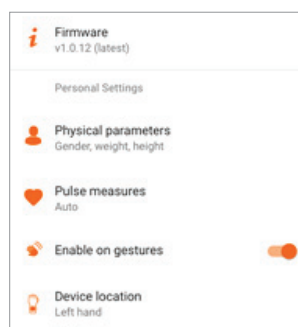 Firmware
v1.0.12 (latest)
Personal Settings
Physical parameters
Gender, weight, height
Pulse measures
Auto
Enable on gestures
Device location
Left hand